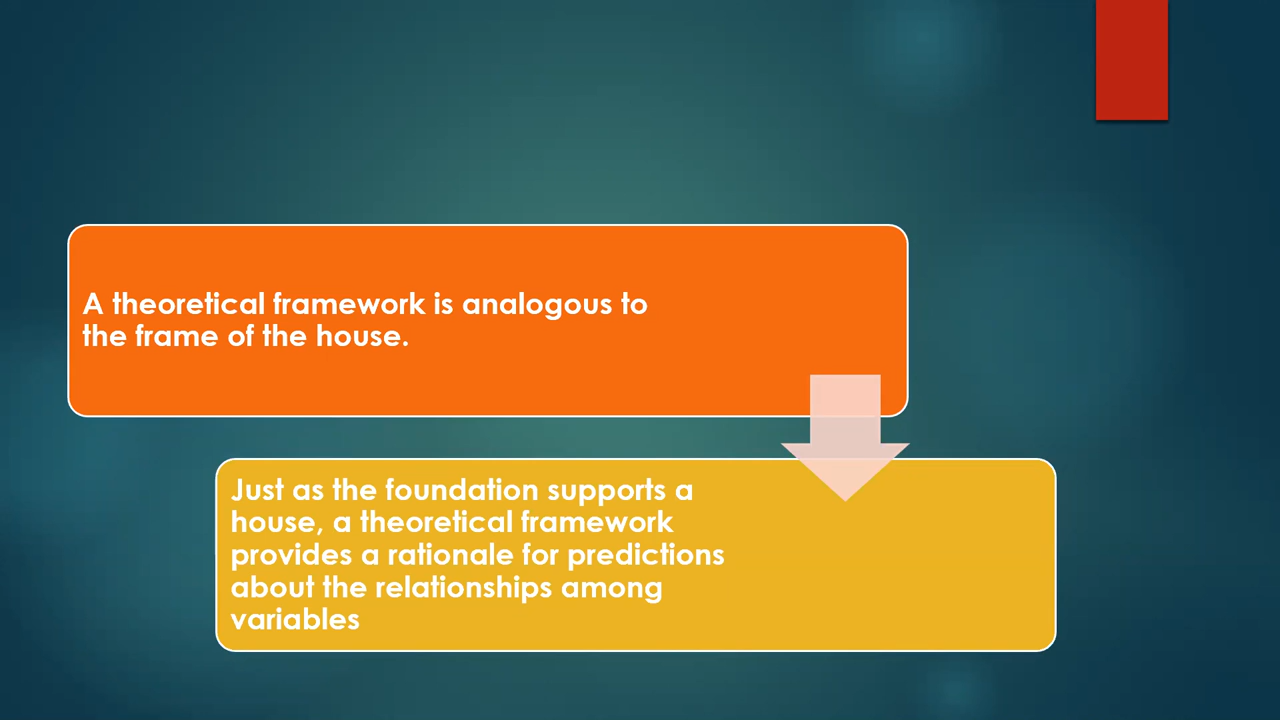 A theoretical framework is analogous to
the frame of the house.
Just as the foundation supports a
house, a theoretical framework
provides a rationale for predictions
about the relationships among
variables